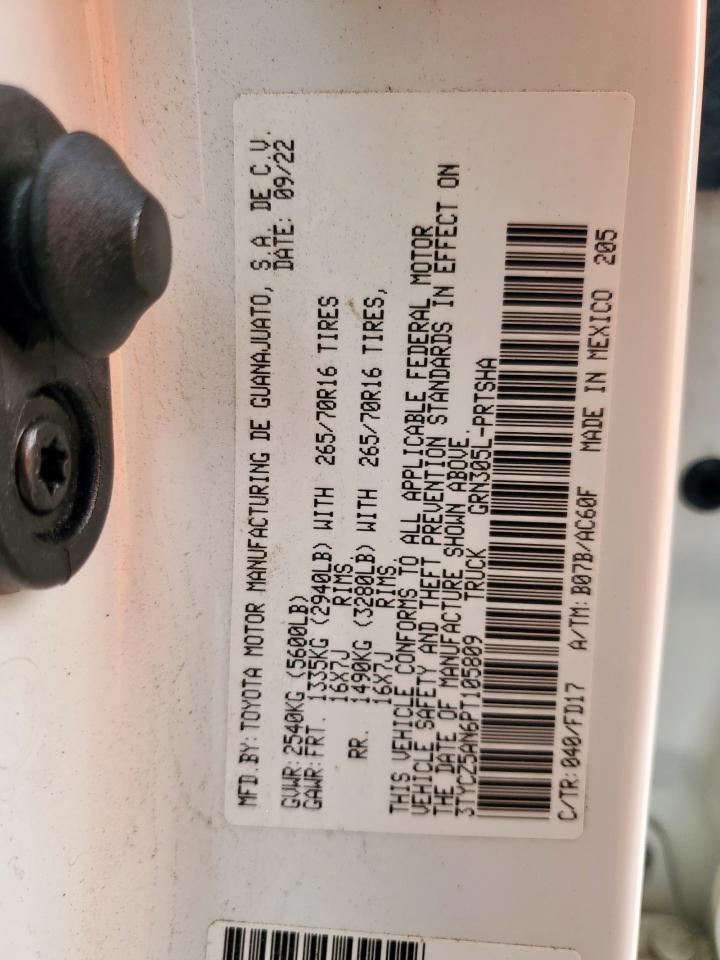 MFD.BY: TOYOTA MOTOR MANUFACTURING DE GUANAJUATO, S.A. DE C.V.
DATE: 09/22
GVWR: 2540KG (5600LB)
GAWR: FRT. 1335KG (2940LB) WITH 265/70R16 TIRES
16X7J RIMS,
RR. 1490KG (3280LB) WITH 265/70R16 TIRES,
16X7J RIMS.
THIS VEHICLE CONFORMS TO ALL APPLICABLE FEDERAL MOTOR
VEHICLE SAFETY AND THEFT PREVENTION STANDARDS IN EFFECT ON
THE DATE OF MANUFACTURE SHOWN ABOVE.
3TYCZ5AN6PT105809 TRUCK GRN305L-PRTSHA
C/TR: 040/FD17 A/TM: B07B/AC60F MADE IN MEXICO 205